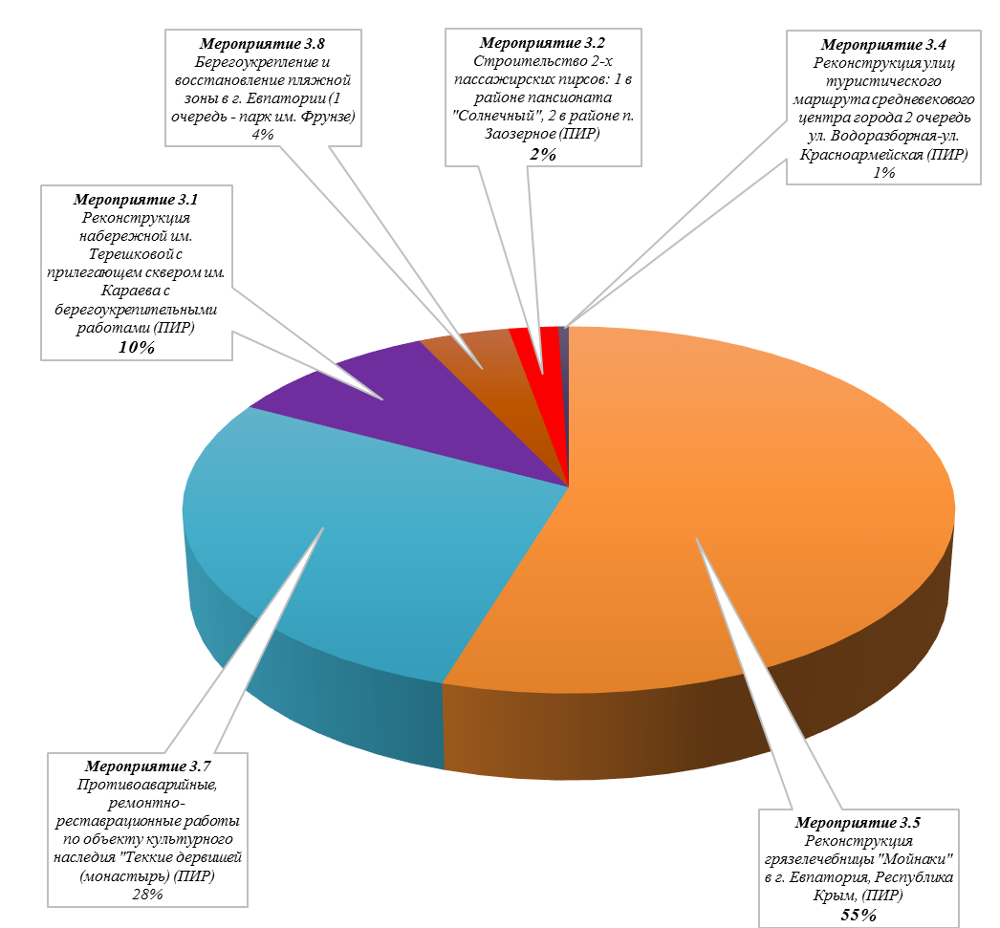 Мероприятие 3.8
Берегоукрепление и
восстановление пляжной
зоны в г. Евпатории (1
очередь - парк им. Фрунзе)
4%
Мероприятие 3.2
Строительство 2-х
пассажирских пирсов: 1 в
районе пансионата
"Солнечный", 2 в районе п.
Заозерное (ПИР)
2%
Мероприятие 3.4
Реконструкция улиц
туристического
маршрута средневекового
центра города 2 очередь
ул. Водоразборная-ул.
Красноармейская (ПИР)
1%
Мероприятие 3.1
Реконструкция
набережной им.
Терешковой с
прилегающем сквером им.
Караева с
берегоукрепительными
работами (ПИР)
10%
Мероприятие 3.7
Противоаварийные,
ремонтно-
реставрационные работы
по объекту культурного
наследия "Теккие дервишей
(монастырь) (ПИР)
28%
Мероприятие 3.5
Реконструкция
грязелечебницы "Мойнаки"
в г. Евпатория, Республика
Крым, (ПИР)
55%